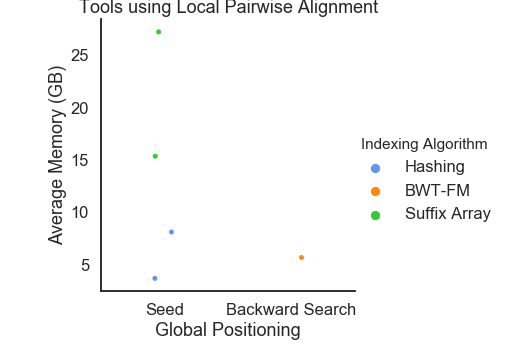 Tools using Local Pairwise Alignment
Average Memory (GB)
25
20
15
10
5
Seed
Backward Search
Global Positioning
Indexing Algorithm
Hashing
BWT-FM
Suffix Array